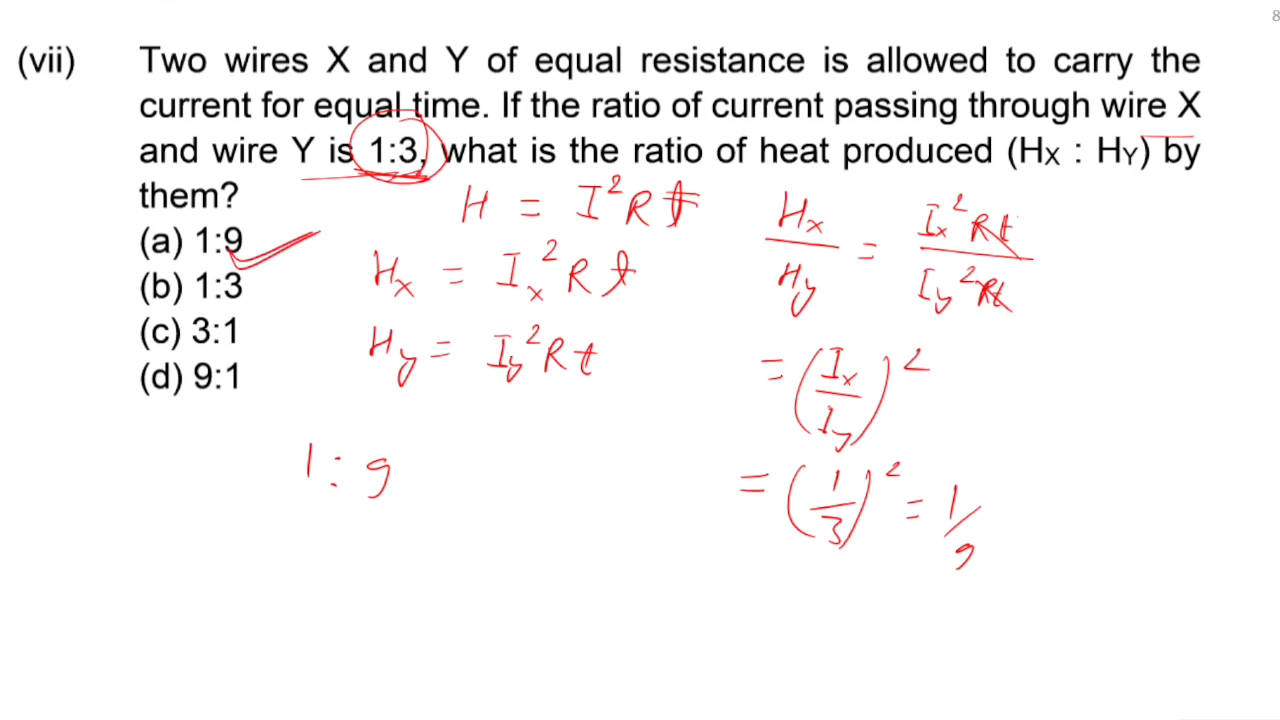 8
(vii) Two wires X and Y of equal resistance is allowed to carry the
current for equal time. If the ratio of current passing through wire X
and wire Y is 1:3, what is the ratio of heat produced (HX : HY) by
them?
(a) 1:9
(b) 1:3
(c) 3:1
(d) 9:1
H = I²Rt
Hx = Ix²Rt
Hy = Iy²Rt
1 : 9
Hx/Hy = Ix²Rt/Iy²Rt
= (Ix/Iy)²
= (1/3)² = 1/9